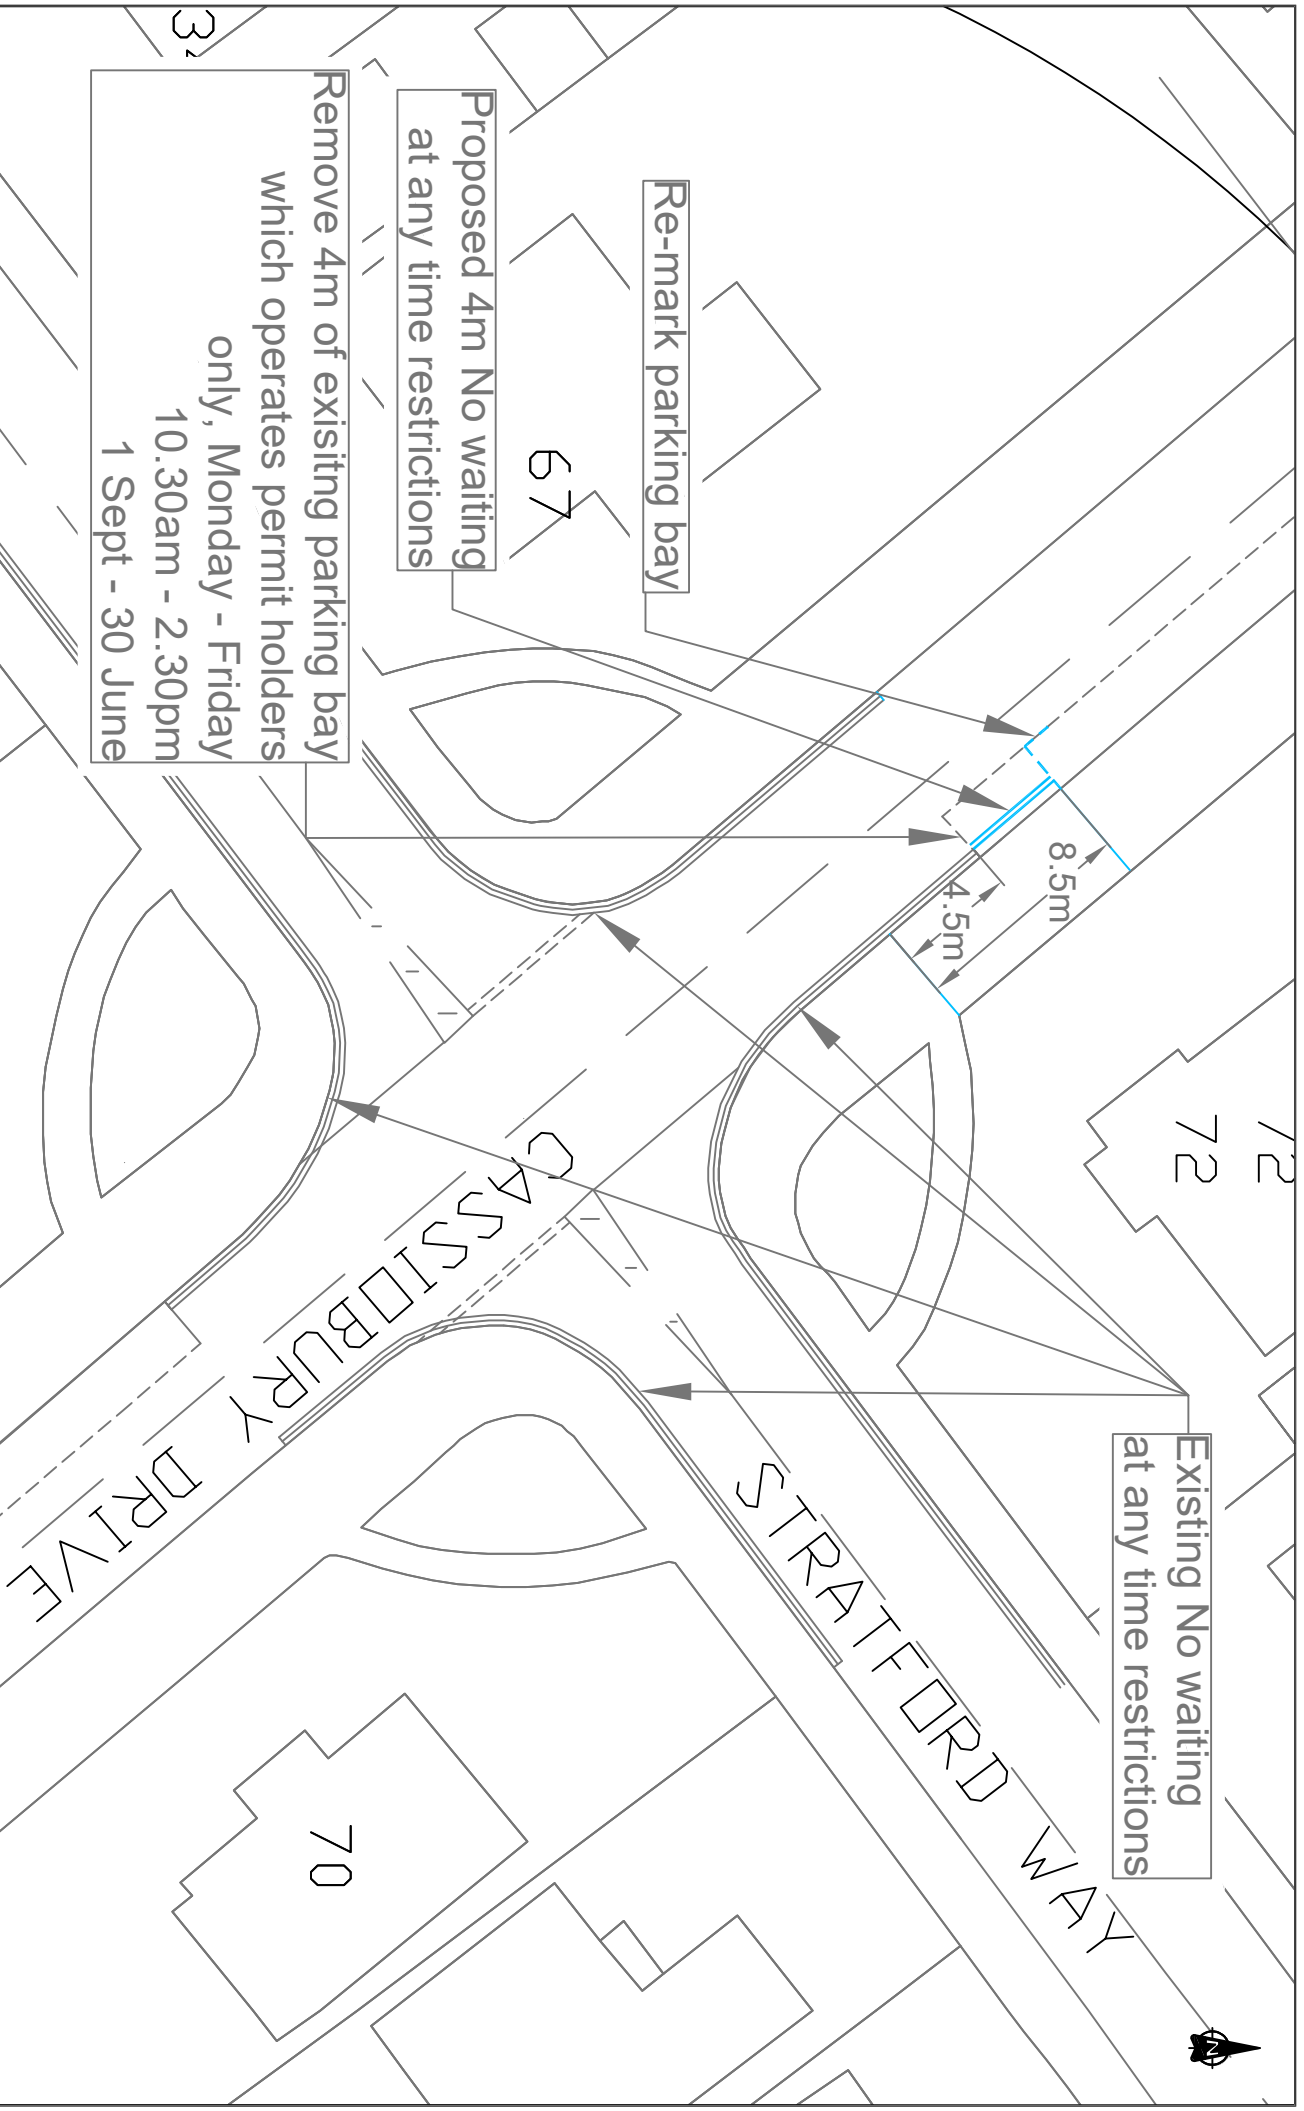 72
72
Existing No waiting
at any time restrictions
8.5m
4.5m
Re-mark parking bay
67
Proposed 4m No waiting
at any time restrictions
Remove 4m of exisitng parking bay
which operates permit holders
only, Monday - Friday
10.30am - 2.30pm
1 Sept - 30 June
STRATFORD WAY
CASSIOBURY DRIVE
70
N